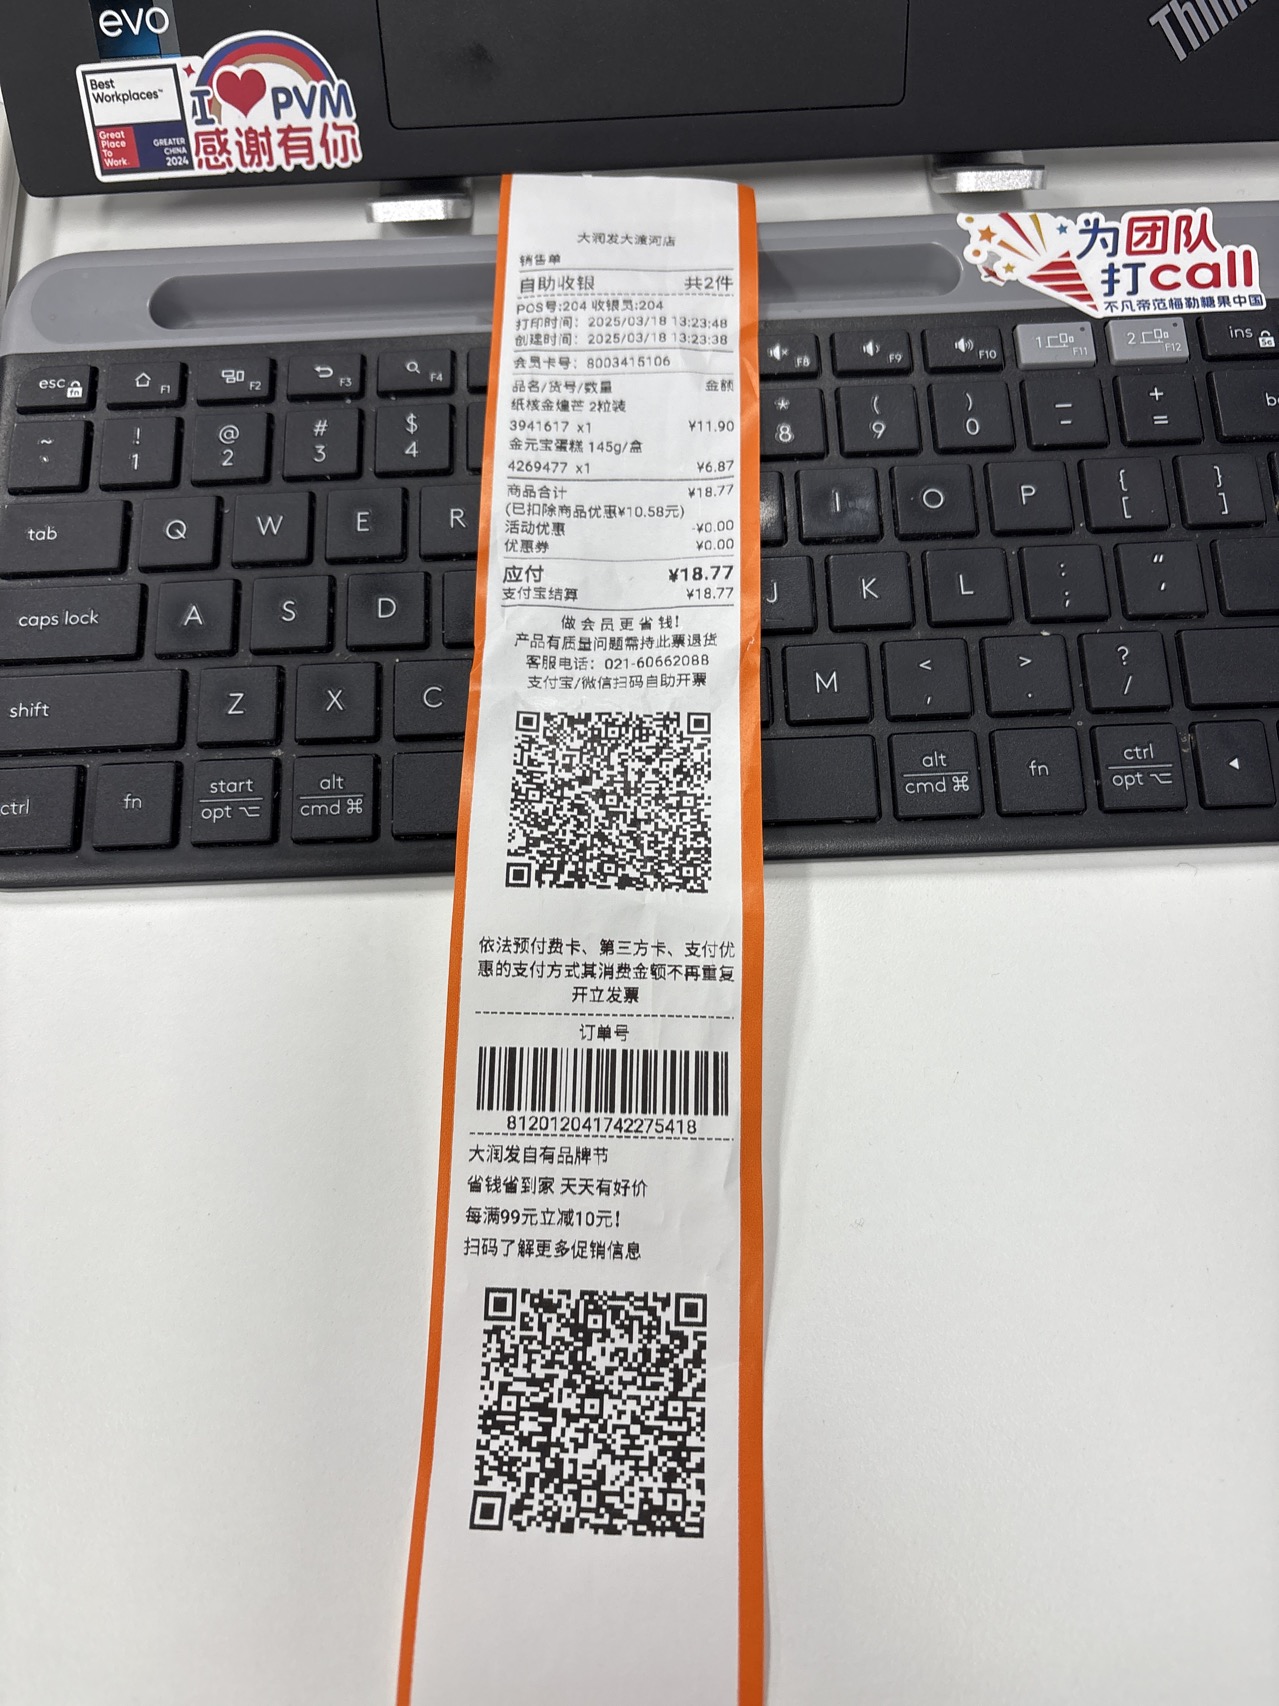 evo
Think
Best
Workplaces™
Great
Place
To
Work.
GREATER
CHINA
2024
I PVM
感谢有你
为团队
打call
不凡帝范梅勒糖果中国
大润发大渡河店
销售单
自助收银 共2件
POS号:204 收银员:204
打印时间: 2025/03/18 13:23:48
创建时间: 2025/03/18 13:23:38
会员卡号: 8003415106
品名/货号/数量 金额
纸核金煌芒 2粒装
3941617 x1 ¥11.90
金元宝蛋糕 145g/盒
4269477 x1 ¥6.87
商品合计 ¥18.77
(已扣除商品优惠¥10.58元)
活动优惠 -¥0.00
优惠券 ¥0.00
应付 ¥18.77
支付宝结算 ¥18.77
做会员更省钱!
产品有质量问题需持此票退货
客服电话: 021-60662088
支付宝/微信扫码自助开票
依法预付费卡、第三方卡、支付优
惠的支付方式其消费金额不再重复
开立发票
订单号
812012041742275418
大润发自有品牌节
省钱省到家 天天有好价
每满99元立减10元!
扫码了解更多促销信息
esc fn F1 F2 F3 F4 F8 F9 F10 1 F11 2 F12 ins
~ ` ! 1 @ 2 # 3 $ 4 * 8 ( 9 ) 0 – - + =
tab Q W E R I O P { [ } ]
caps lock A S D J K L : ; " '
shift Z X C M < , > . ? /
ctrl fn start opt alt cmd ⌘ alt cmd ⌘ fn ctrl opt